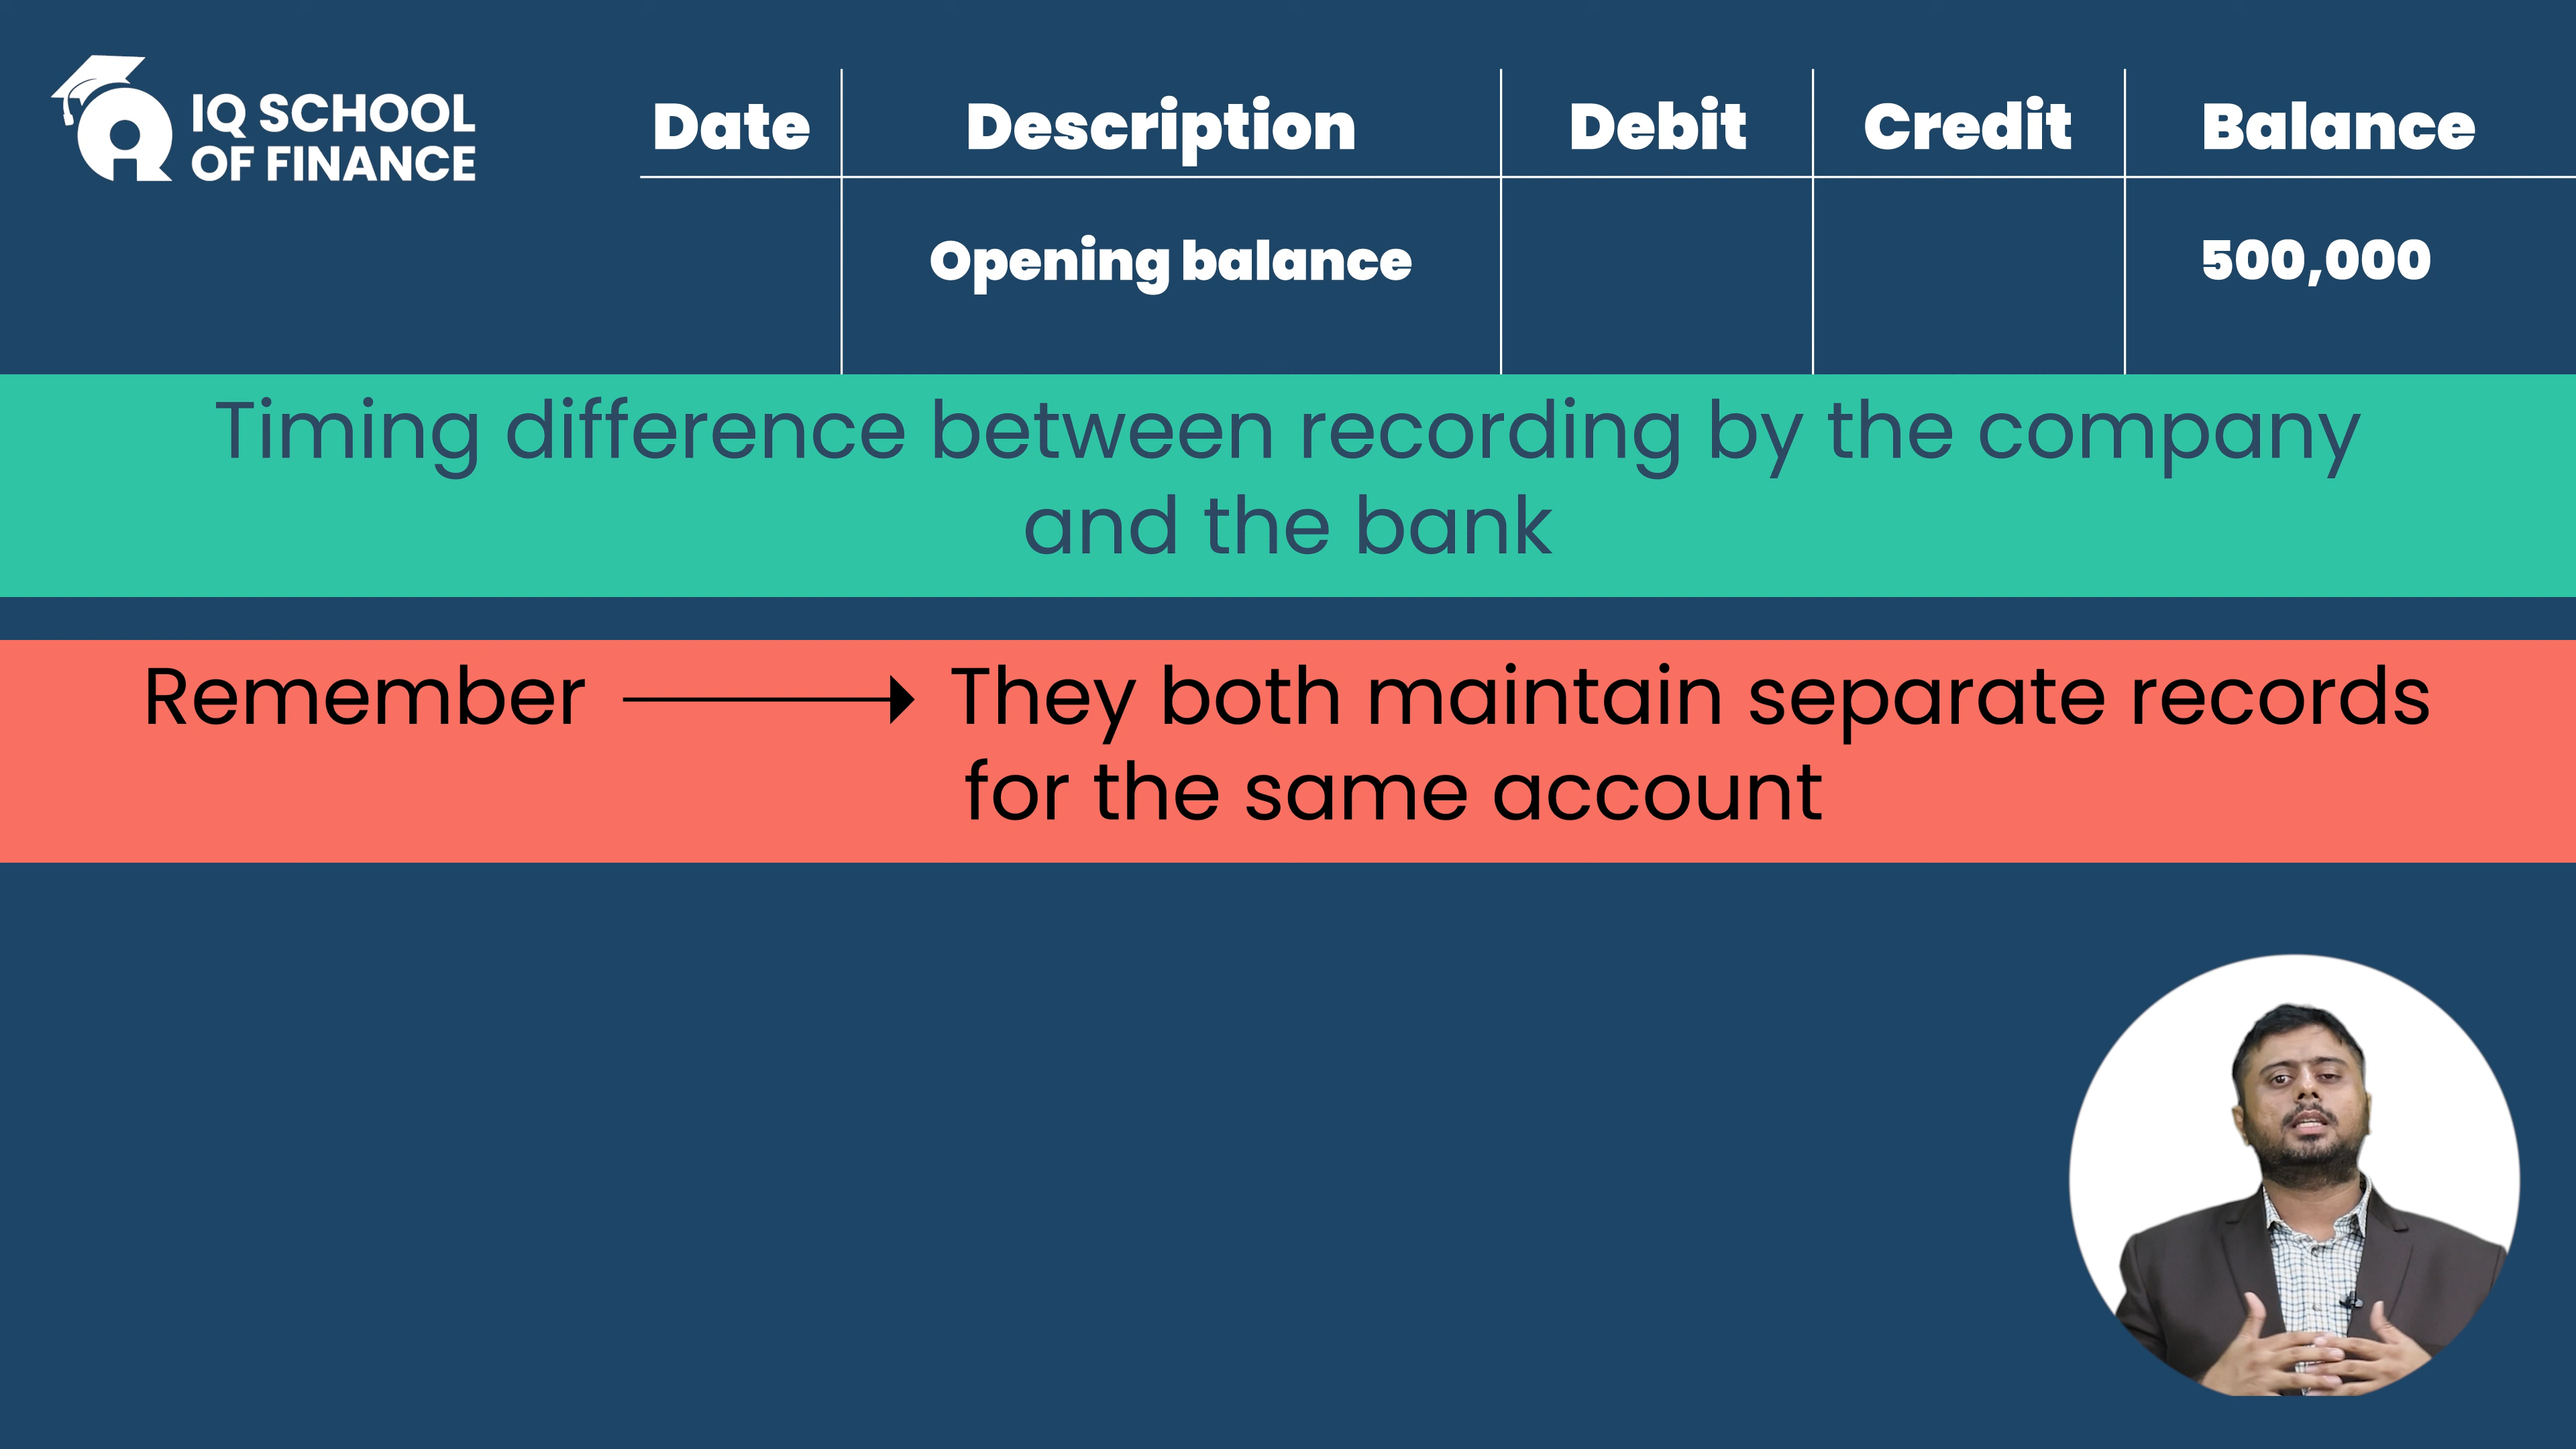 IQ SCHOOL
OF FINANCE
Date Description Debit Credit Balance
Opening balance 500,000
Timing difference between recording by the company
and the bank
Remember They both maintain separate records
for the same account